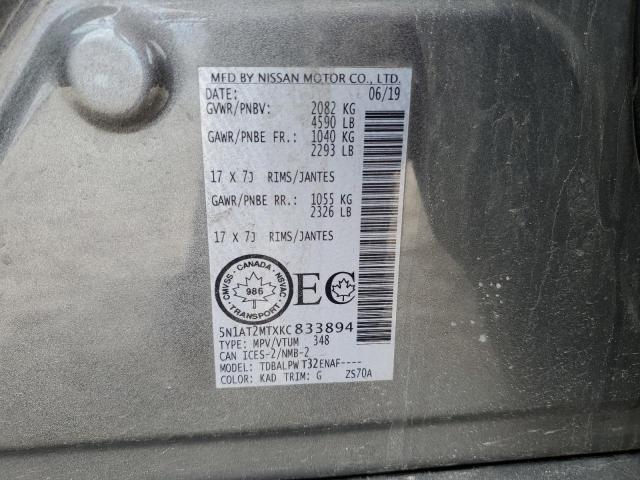 MFD BY NISSAN MOTOR CO., LTD.
DATE: 06/19
GVWR/PNBV: 2082 KG
4590 LB
GAWR/PNBE FR.: 1040 KG
2293 LB
17 X 7J RIMS/JANTES
GAWR/PNBE RR.: 1055 KG
2326 LB
17 X 7J RIMS/JANTES
CMVSS - CANADA - NSVAC
986
TRANSPORT
EC
5N1AT2MTXKC833894
TYPE: MPV/VTUM 348
CAN ICES-2/NMB-2
MODEL: TDBALPWT32ENAF----
COLOR: KAD TRIM: G ZS70A